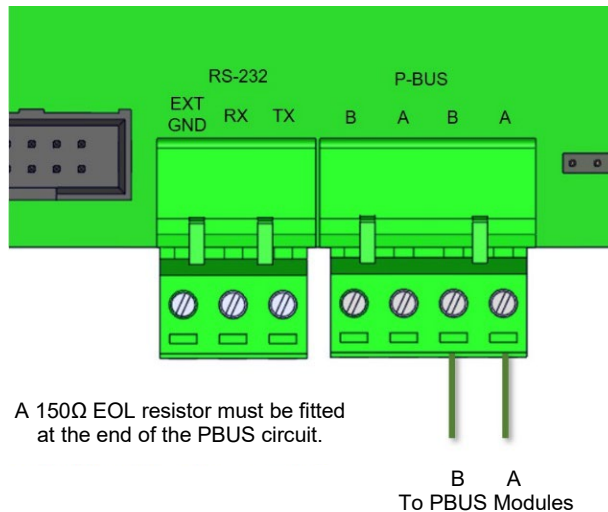 RS-232 P-BUS
EXT
GND RX TX B A B A
A 150Ω EOL resistor must be fitted
at the end of the PBUS circuit.
B A
To PBUS Modules